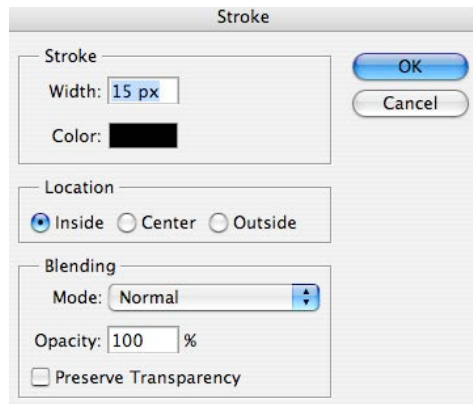 Stroke
Stroke
Width: 15 px
Color:
OK
Cancel
Location
Inside Center Outside
Blending
Mode: Normal
Opacity: 100 %
Preserve Transparency